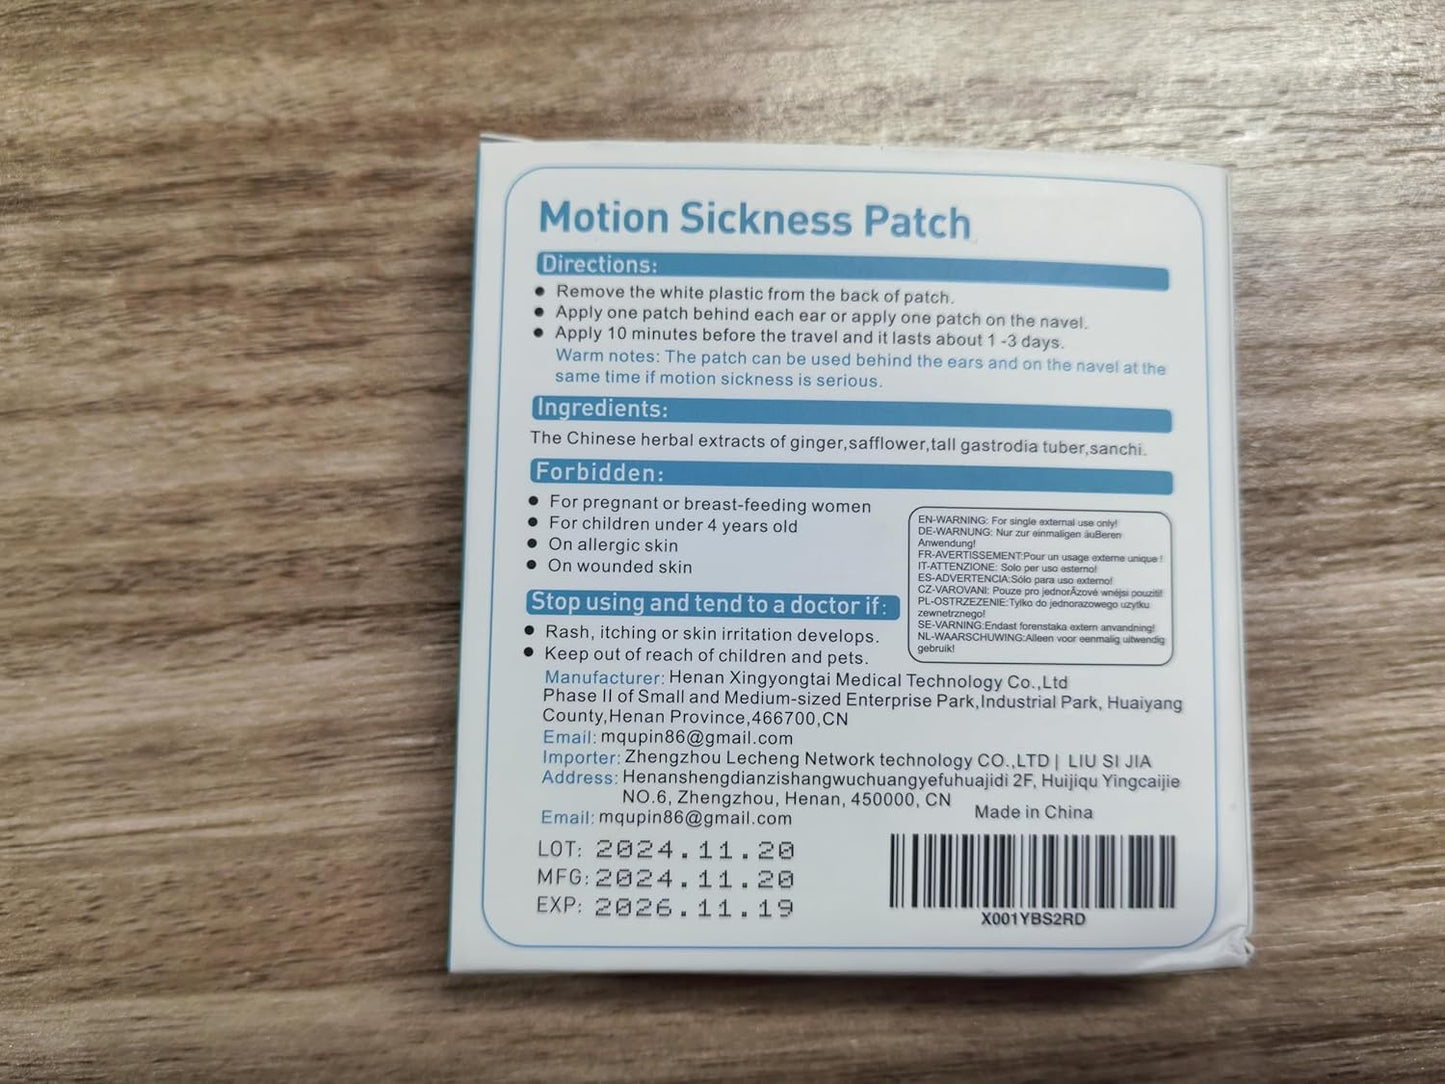 Motion Sickness Patch
Directions:
● Remove the white plastic from the back of patch.
● Apply one patch behind each ear or apply one patch on the navel.
● Apply 10 minutes before the travel and it lasts about 1 -3 days.
Warm notes: The patch can be used behind the ears and on the navel at the
same time if motion sickness is serious.
Ingredients:
The Chinese herbal extracts of ginger,safflower,tall gastrodia tuber,sanchi.
Forbidden:
● For pregnant or breast-feeding women
● For children under 4 years old
● On allergic skin
● On wounded skin
EN-WARNING: For single external use only!
DE-WARNUNG: Nur zur einmaligen äuBeren
Anwendung!
FR-AVERTISSEMENT:Pour un usage externe unique !
IT-ATTENZIONE: Solo per uso esterno!
ES-ADVERTENCIA:Sólo para uso externo!
CZ-VAROVANI: Pouze pro jednorÄzové wnéjsi pouziti!
PL-OSTRZEZENIE:Tylko do jednorazowego uzytku
zewnetrznego!
SE-VARNING:Endast forenstaka extern anvandning!
NL-WAARSCHUWING:Alleen voor eenmalig uitwendig
gebruik!
Stop using and tend to a doctor if:
● Rash, itching or skin irritation develops.
● Keep out of reach of children and pets.
Manufacturer: Henan Xingyongtai Medical Technology Co.,Ltd
Phase II of Small and Medium-sized Enterprise Park,Industrial Park, Huaiyang
County,Henan Province,466700,CN
Email: mqupin86@gmail.com
Importer: Zhengzhou Lecheng Network technology CO.,LTD | LIU SI JIA
Address: Henanshengdianzishangwuchuangyefuhuajidi 2F, Huijiqu Yingcaijie
NO.6, Zhengzhou, Henan, 450000, CN
Email: mqupin86@gmail.com
Made in China
LOT: 2024.11.20
MFG: 2024.11.20
EXP: 2026.11.19
X001YBS2RD